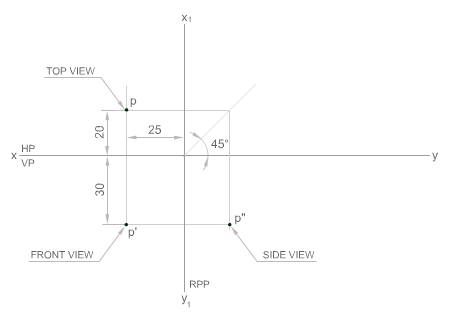 x₁
TOP VIEW
p
20
25
45°
HP
x
y
VP
30
p'
p"
FRONT VIEW
SIDE VIEW
RPP
y₁